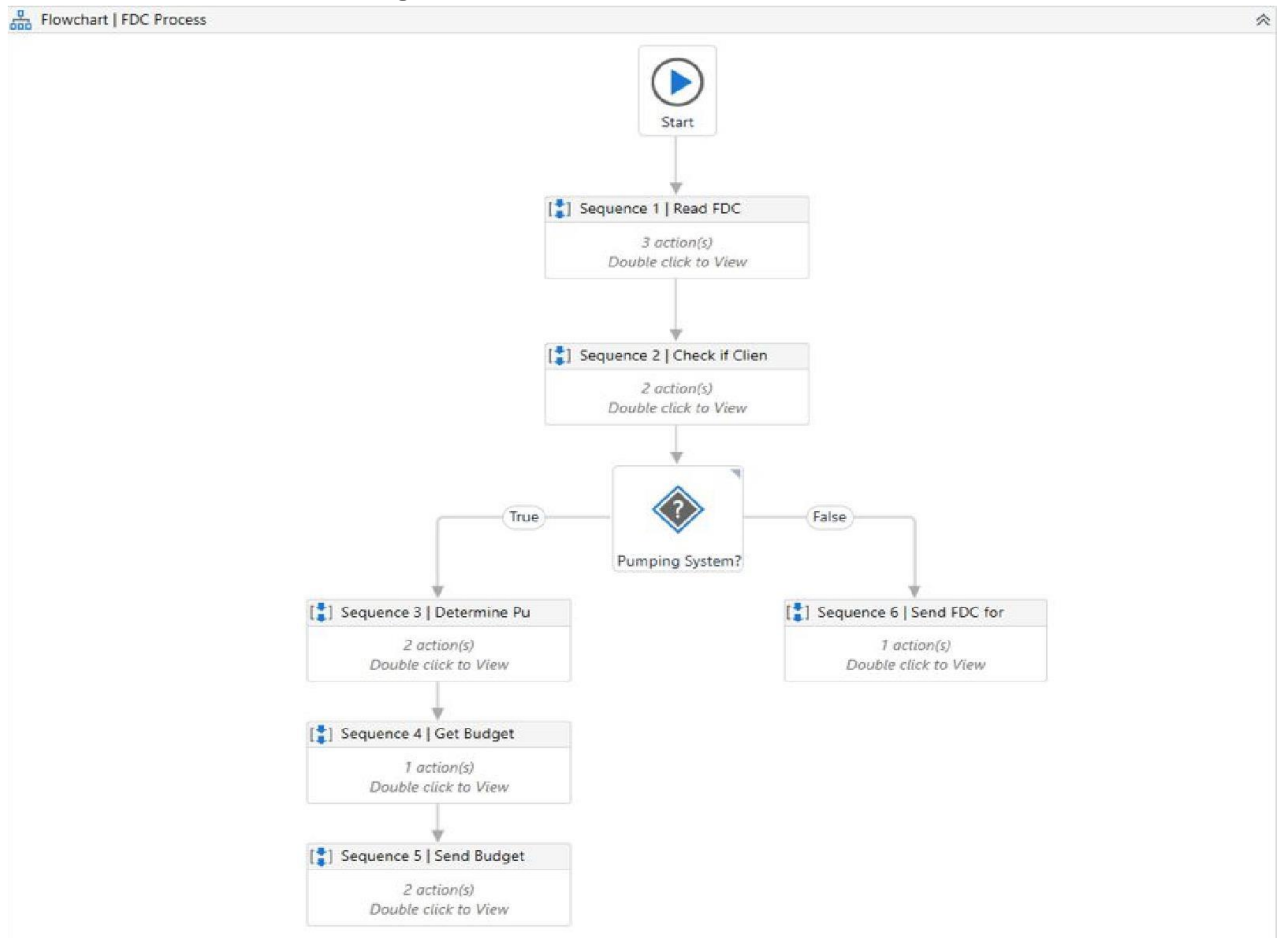 Flowchart | FDC Process
Start
Sequence 1 | Read FDC
3 action(s)
Double click to View
Sequence 2 | Check if Clien
2 action(s)
Double click to View
?
Pumping System?
True
False
Sequence 3 | Determine Pu
2 action(s)
Double click to View
Sequence 6 | Send FDC for
1 action(s)
Double click to View
Sequence 4 | Get Budget
1 action(s)
Double click to View
Sequence 5 | Send Budget
2 action(s)
Double click to View